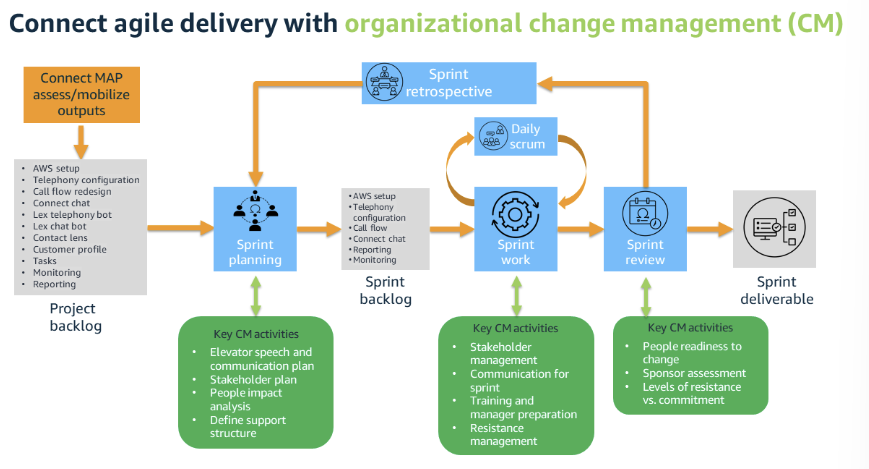 Connect agile delivery with organizational change management (CM)
Connect MAP
assess/mobilize
outputs
• AWS setup
• Telephony configuration
• Call flow redesign
• Connect chat
• Lex telephony bot
• Lex chat bot
• Contact lens
• Customer profile
• Tasks
• Monitoring
• Reporting
Project
backlog
Sprint
retrospective
Daily
scrum
Sprint
planning
• AWS setup
• Telephony
configuration
• Call flow
• Connect chat
• Reporting
• Monitoring
Sprint
backlog
Sprint
work
Sprint
review
Sprint
deliverable
Key CM activities
• Elevator speech and
communication plan
• Stakeholder plan
• People impact
analysis
• Define support
structure
Key CM activities
• Stakeholder
management
• Communication for
sprint
• Training and
manager preparation
• Resistance
management
Key CM activities
• People readiness to
change
• Sponsor assessment
• Levels of resistance
vs. commitment